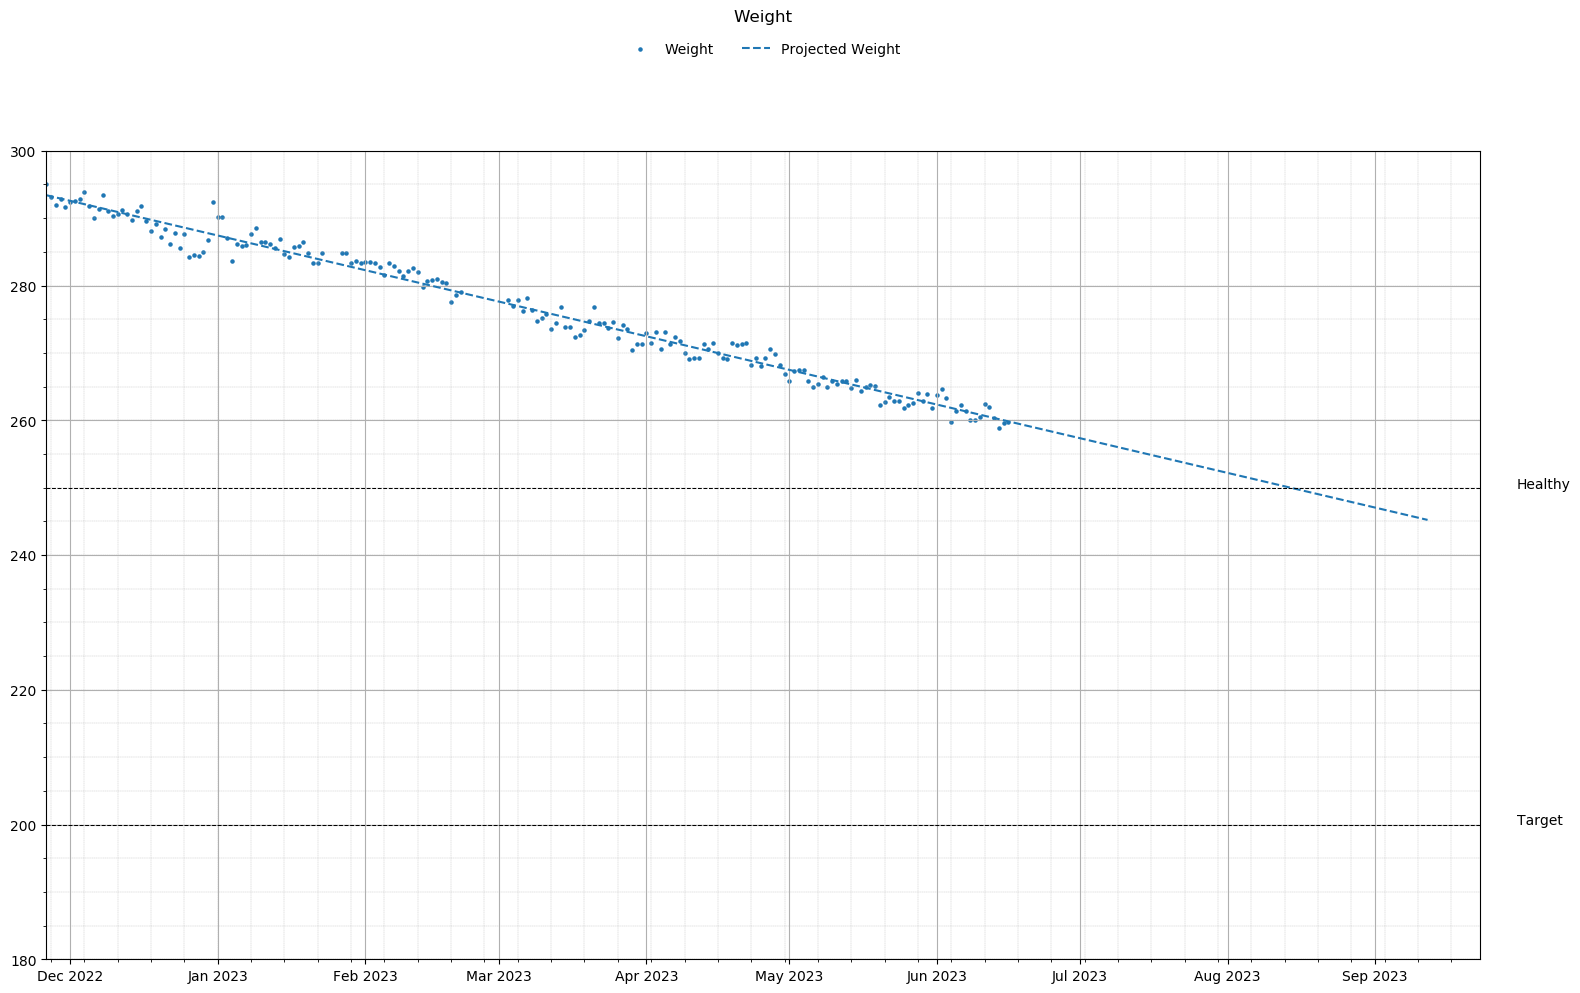 Weight
Weight
Projected Weight
300
280
260
Healthy
240
220
200
Target
180
Dec 2022
Jan 2023
Feb 2023
Mar 2023
Apr 2023
May 2023
Jun 2023
Jul 2023
Aug 2023
Sep 2023